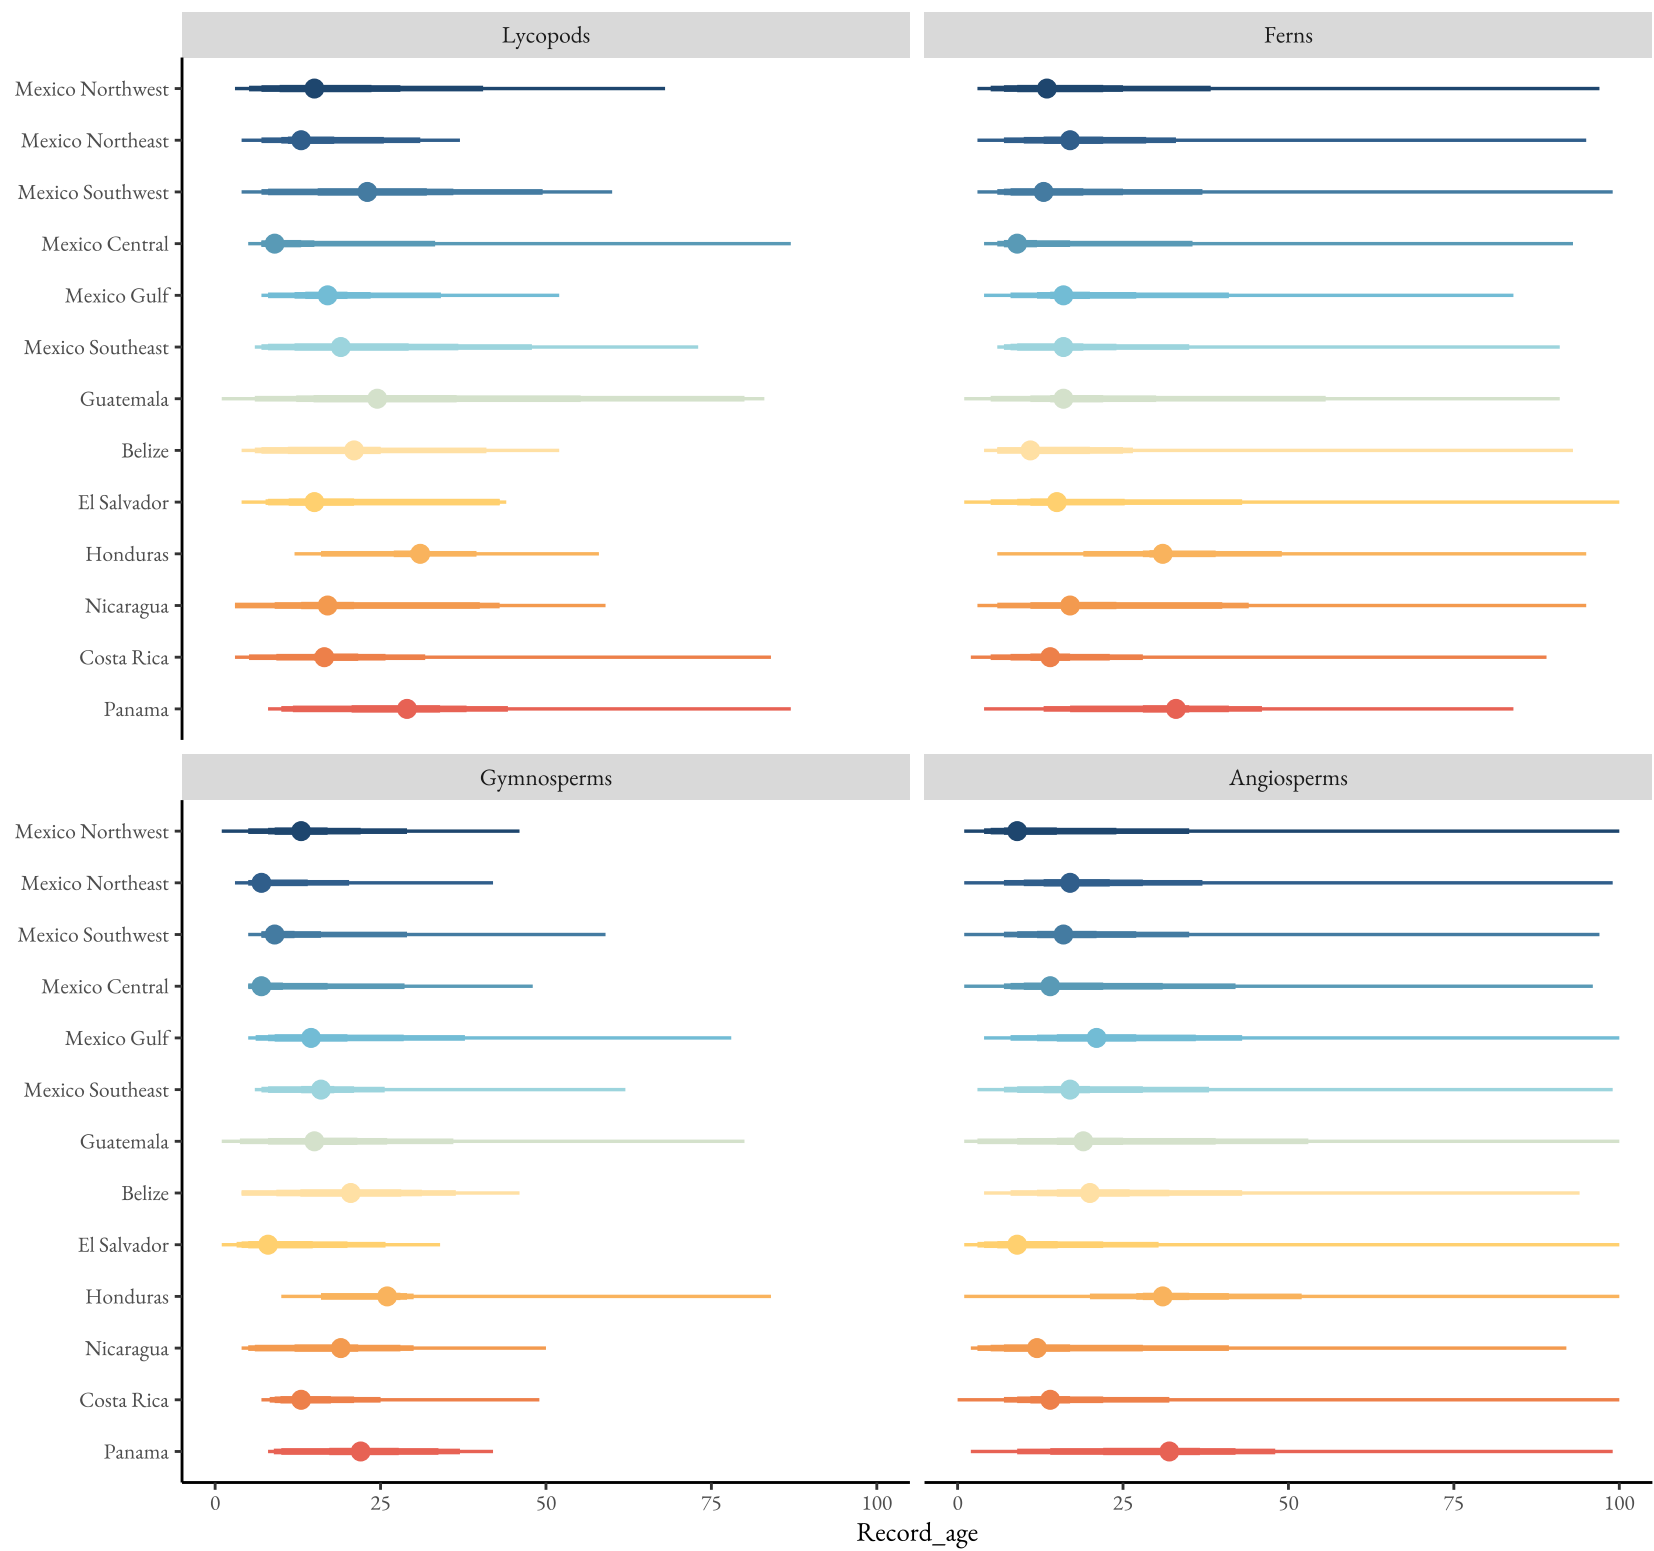 Lycopods Ferns
Mexico Northwest
Mexico Northeast
Mexico Southwest
Mexico Central
Mexico Gulf
Mexico Southeast
Guatemala
Belize
El Salvador
Honduras
Nicaragua
Costa Rica
Panama
Gymnosperms Angiosperms
Mexico Northwest
Mexico Northeast
Mexico Southwest
Mexico Central
Mexico Gulf
Mexico Southeast
Guatemala
Belize
El Salvador
Honduras
Nicaragua
Costa Rica
Panama
0 25 50 75 100 0 25 50 75 100
Record_age